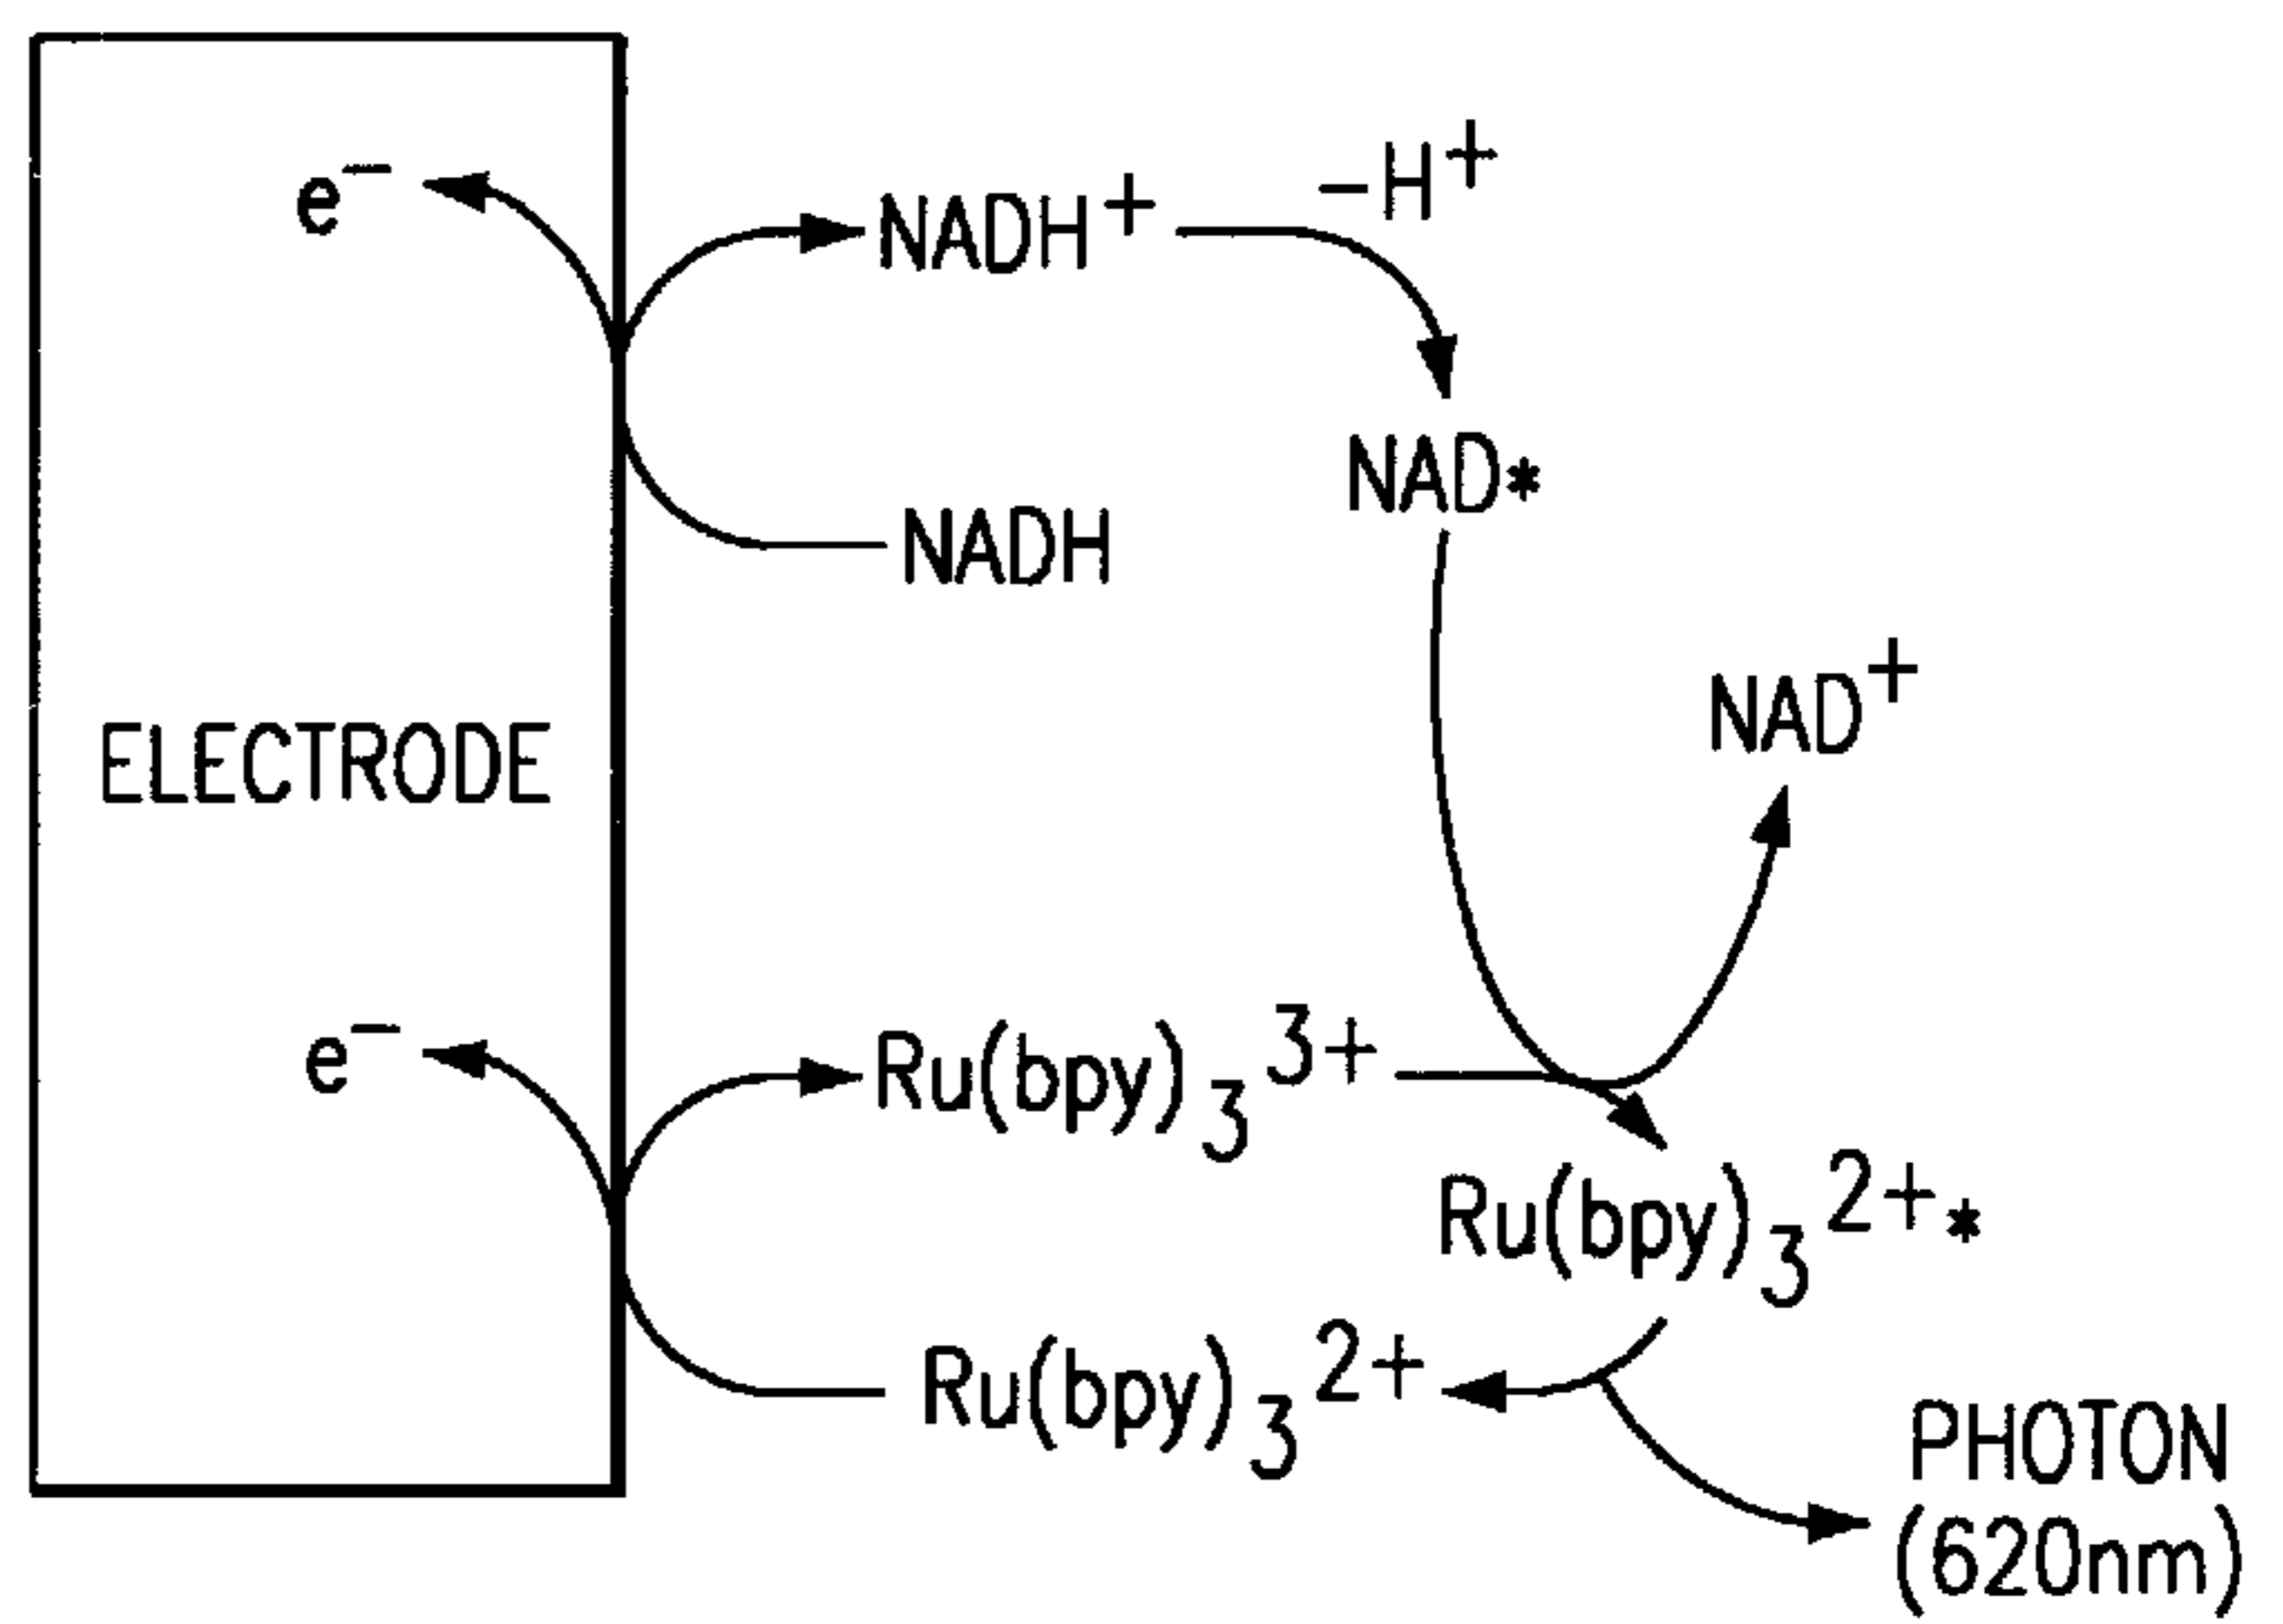 e⁻
NADH⁺
-H⁺
NAD*
NADH
NAD⁺
ELECTRODE
e⁻
Ru(bpy)₃³⁺
Ru(bpy)₃²⁺*
Ru(bpy)₃²⁺
PHOTON
(620nm)